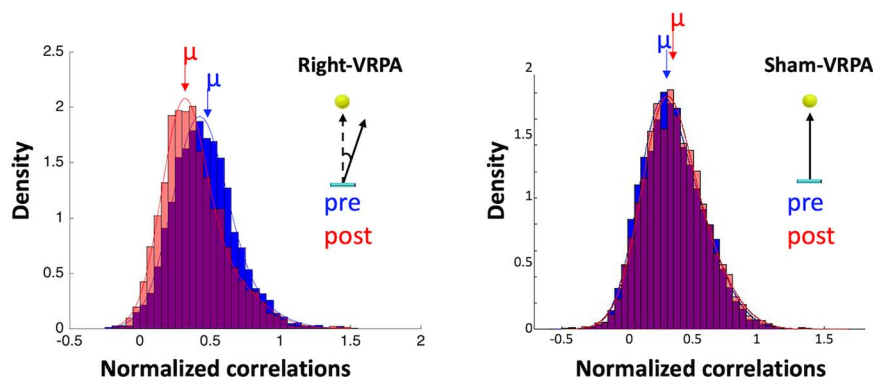 μ
μ
Right-VRPA
2.5
2
1.5
1
0.5
0
Density
pre
post
-0.5
0
0.5
1
1.5
2
Normalized correlations
μ
μ
Sham-VRPA
2
1.5
1
0.5
0
Density
pre
post
-0.5
0
0.5
1
1.5
Normalized correlations